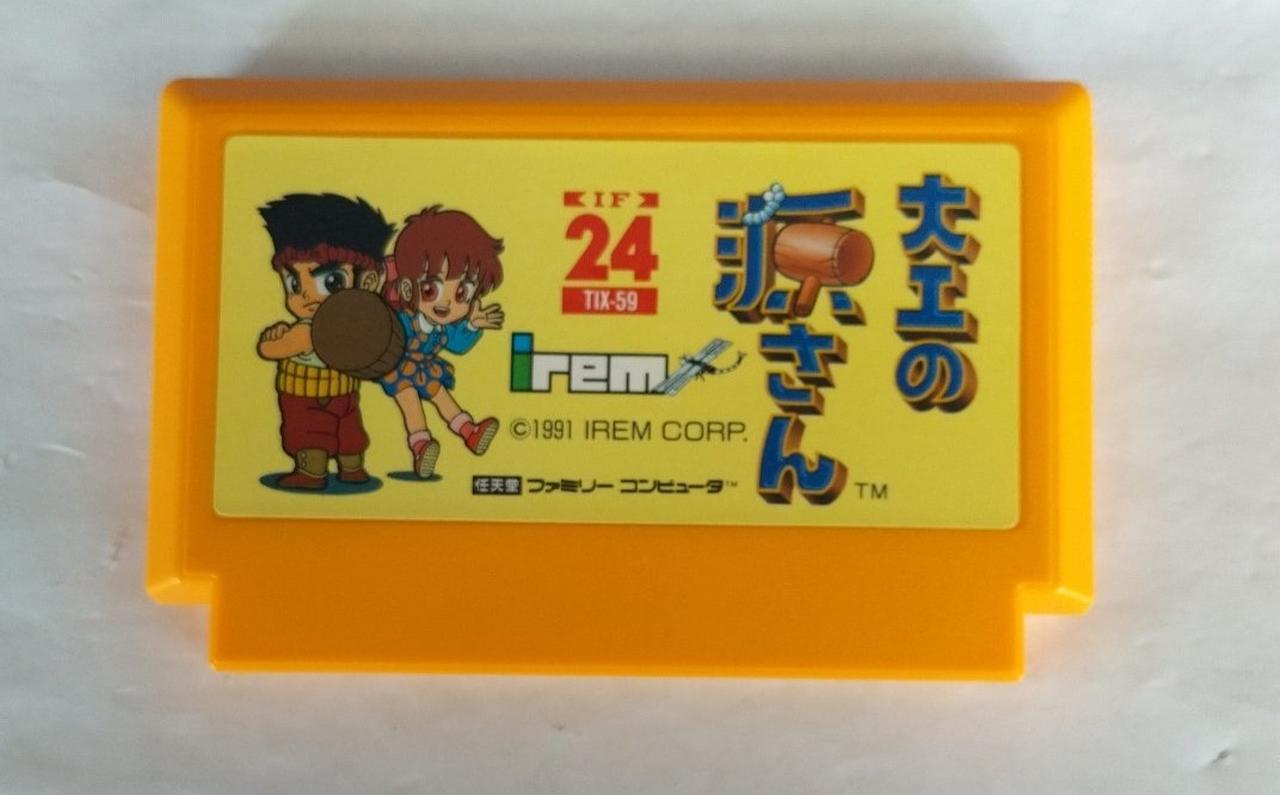 大工の
源さん
TM
IF
24
TIX-59
irem
©1991 IREM CORP.
任天堂 ファミリーコンピュータ™